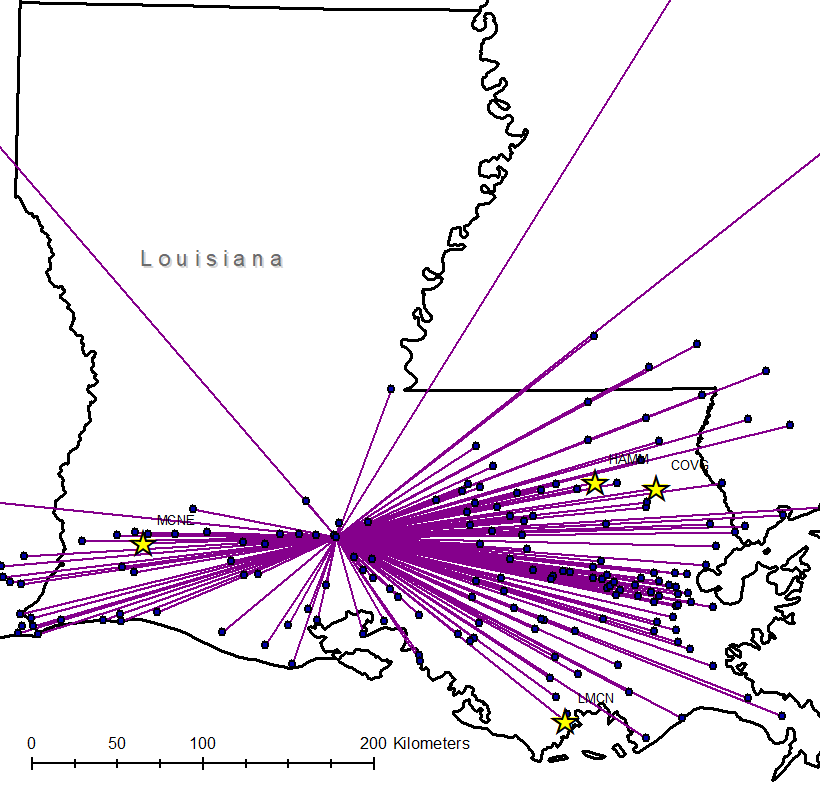 Louisiana
HAMM
COVG
MCNE
LMCN
0 50 100 200 Kilometers